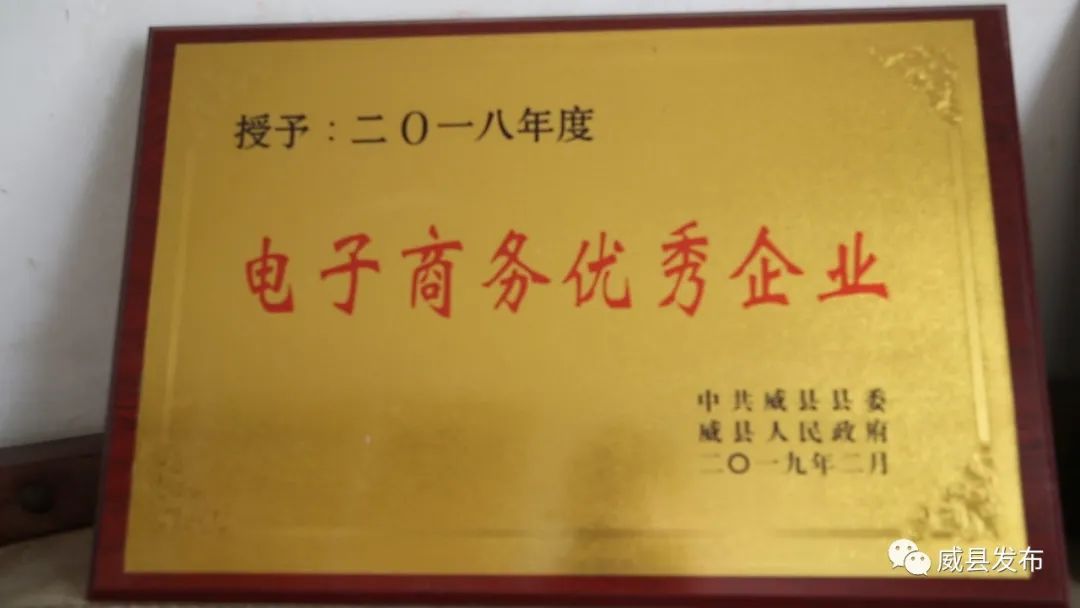 授予：二〇一八年度
电子商务优秀企业
中共威县县委
威县人民政府
二〇一九年二月
威县发布